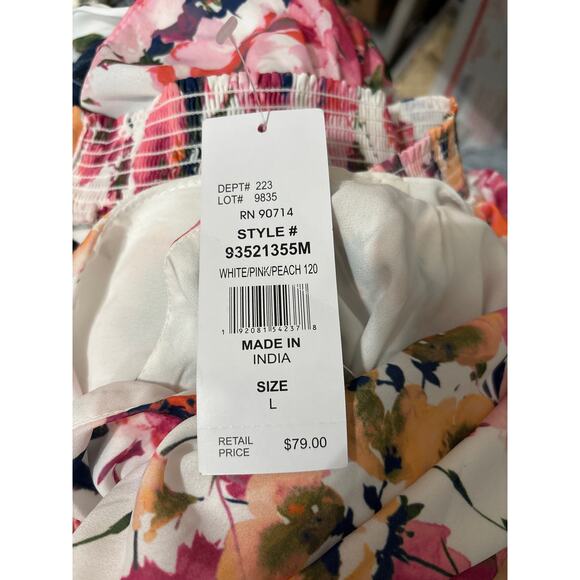 DEPT# 223
LOT# 9835
RN 90714
STYLE #
93521355M
WHITE/PINK/PEACH 120
1 92081 54237 8
MADE IN
INDIA
SIZE
L
RETAIL PRICE $79.00